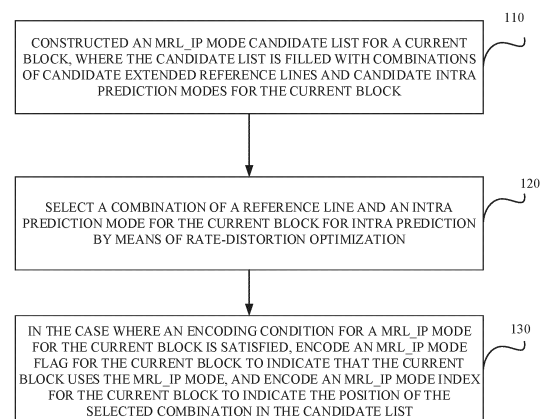 110
CONSTRUCTED AN MRL_IP MODE CANDIDATE LIST FOR A CURRENT
BLOCK, WHERE THE CANDIDATE LIST IS FILLED WITH COMBINATIONS
OF CANDIDATE EXTENDED REFERENCE LINES AND CANDIDATE INTRA
PREDICTION MODES FOR THE CURRENT BLOCK
120
SELECT A COMBINATION OF A REFERENCE LINE AND AN INTRA
PREDICTION MODE FOR THE CURRENT BLOCK FOR INTRA PREDICTION
BY MEANS OF RATE-DISTORTION OPTIMIZATION
130
IN THE CASE WHERE AN ENCODING CONDITION FOR A MRL_IP MODE
FOR THE CURRENT BLOCK IS SATISFIED, ENCODE AN MRL_IP MODE
FLAG FOR THE CURRENT BLOCK TO INDICATE THAT THE CURRENT
BLOCK USES THE MRL_IP MODE, AND ENCODE AN MRL_IP MODE INDEX
FOR THE CURRENT BLOCK TO INDICATE THE POSITION OF THE
SELECTED COMBINATION IN THE CANDIDATE LIST